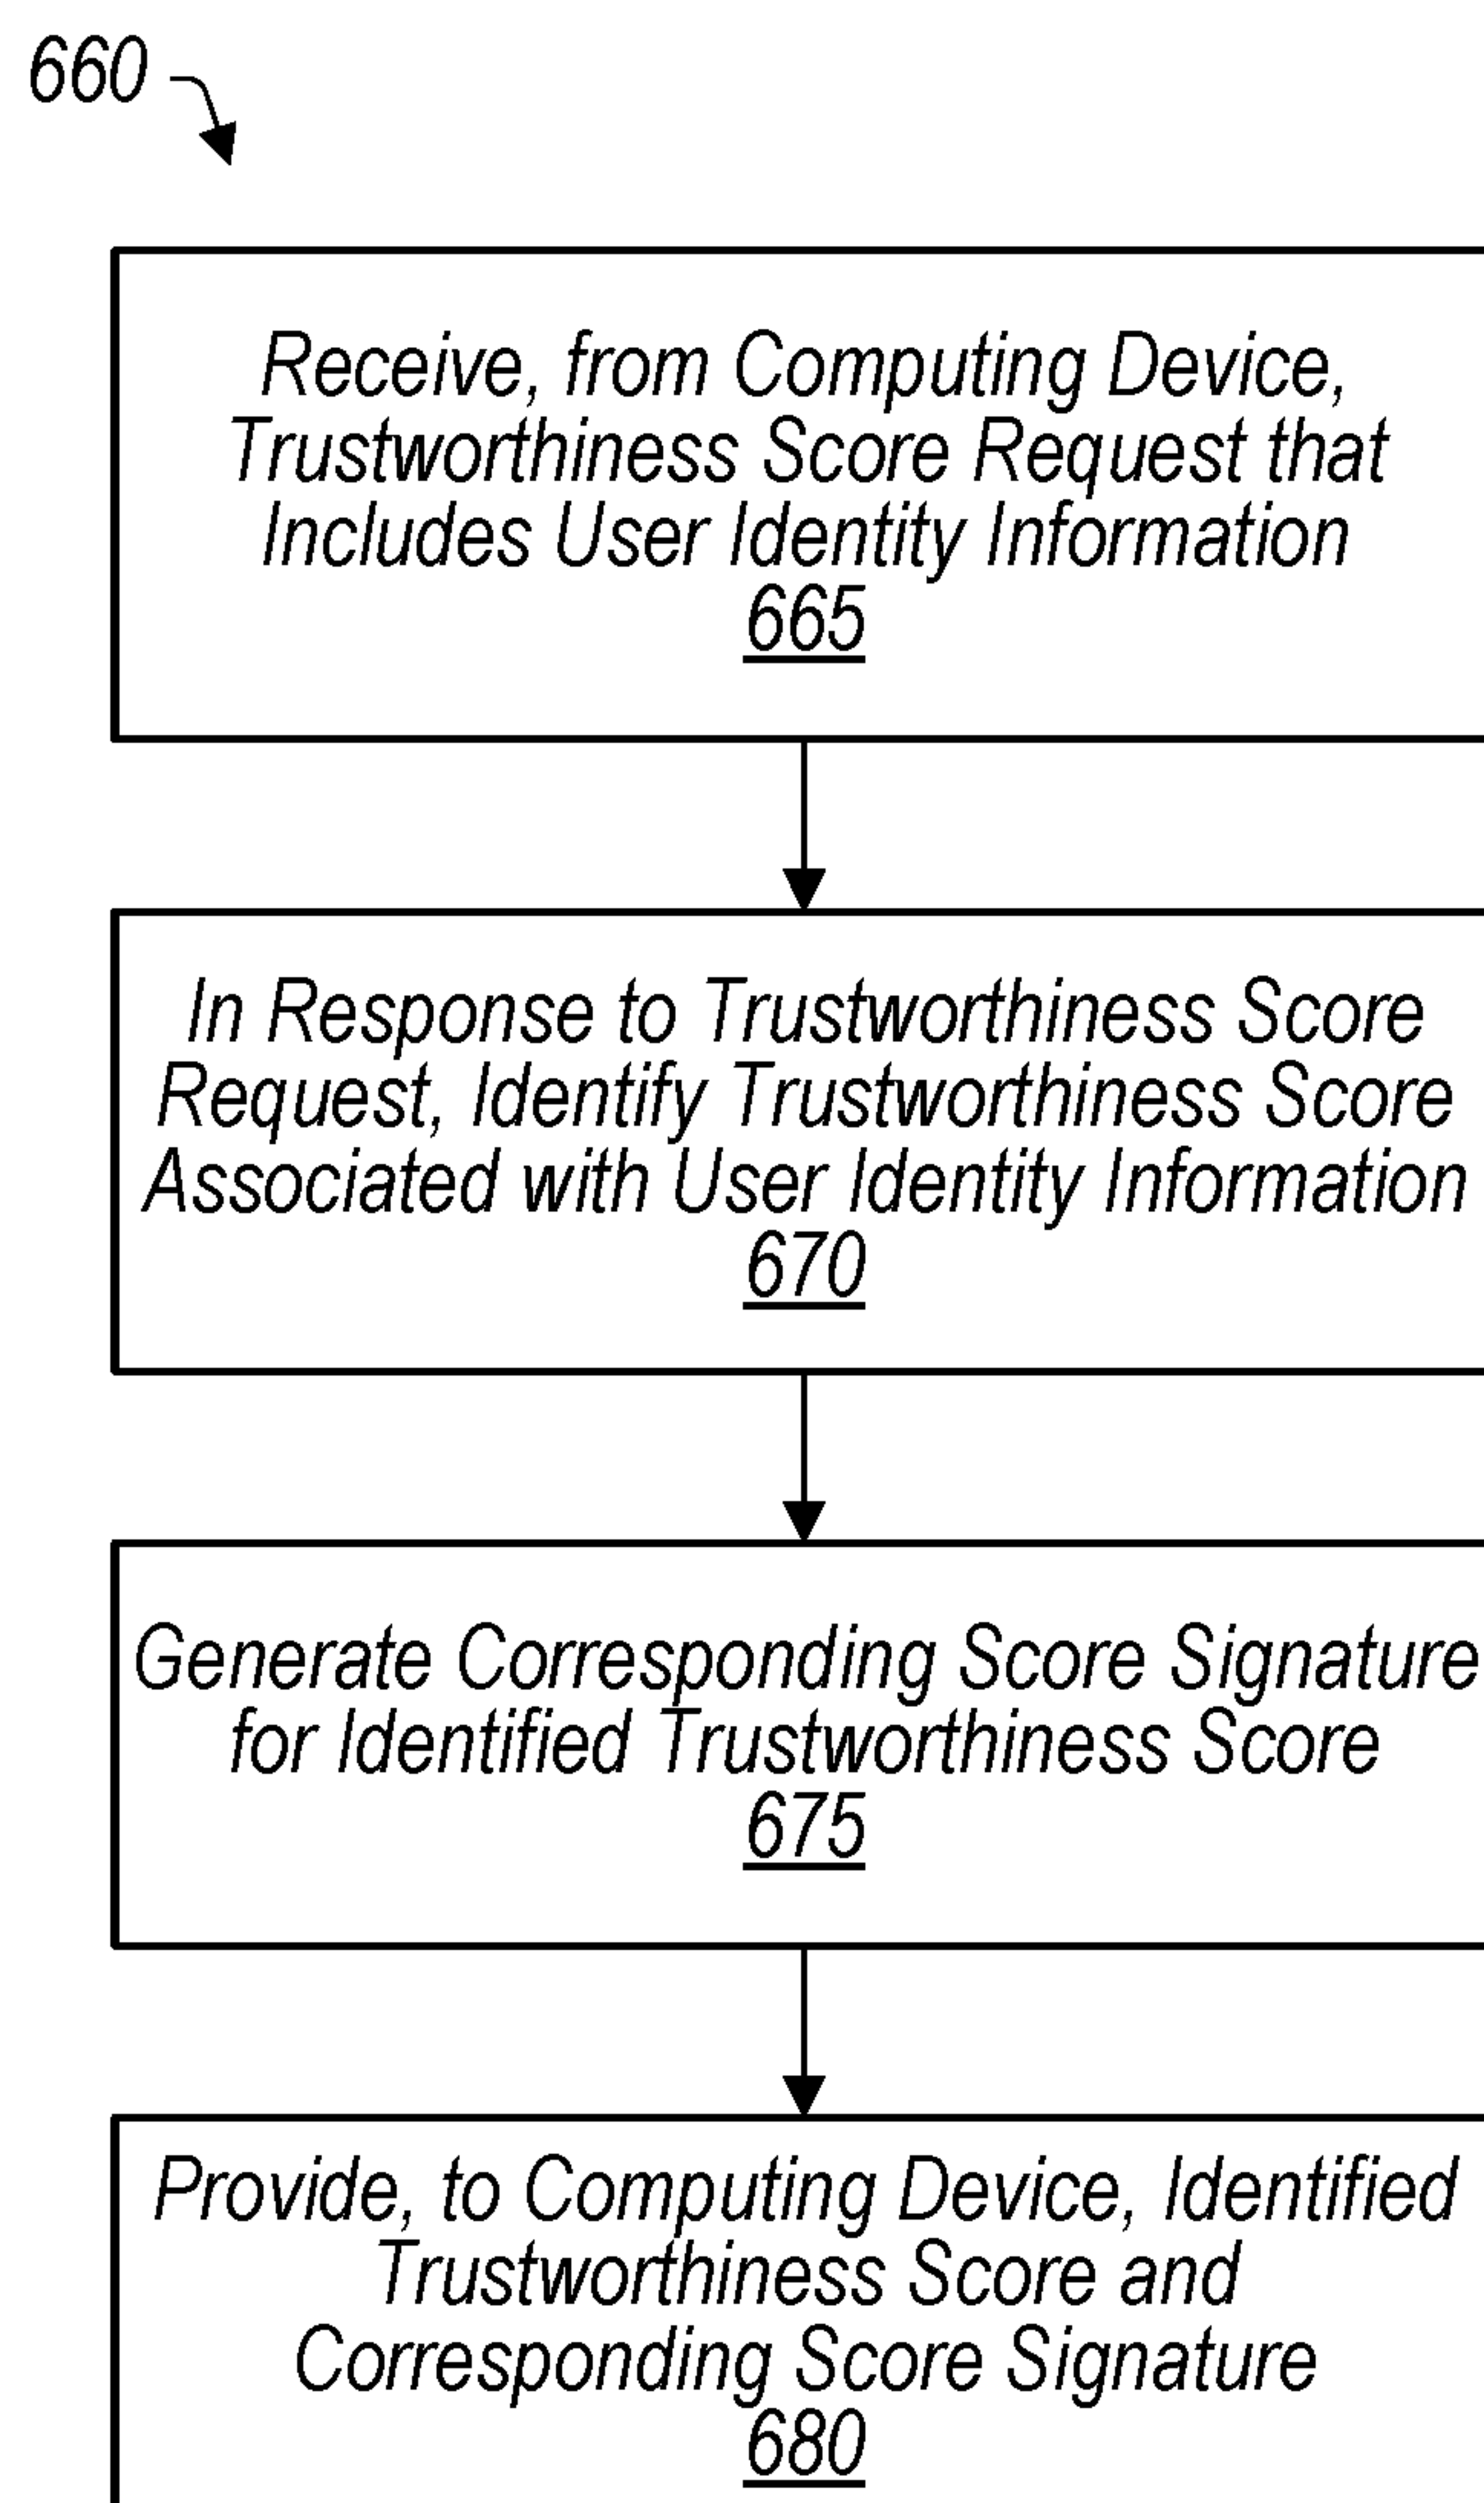 660
Receive, from Computing Device,
Trustworthiness Score Request that
Includes User Identity Information
665
In Response to Trustworthiness Score
Request, Identify Trustworthiness Score
Associated with User Identity Information
670
Generate Corresponding Score Signature
for Identified Trustworthiness Score
675
Provide, to Computing Device, Identified
Trustworthiness Score and
Corresponding Score Signature
680